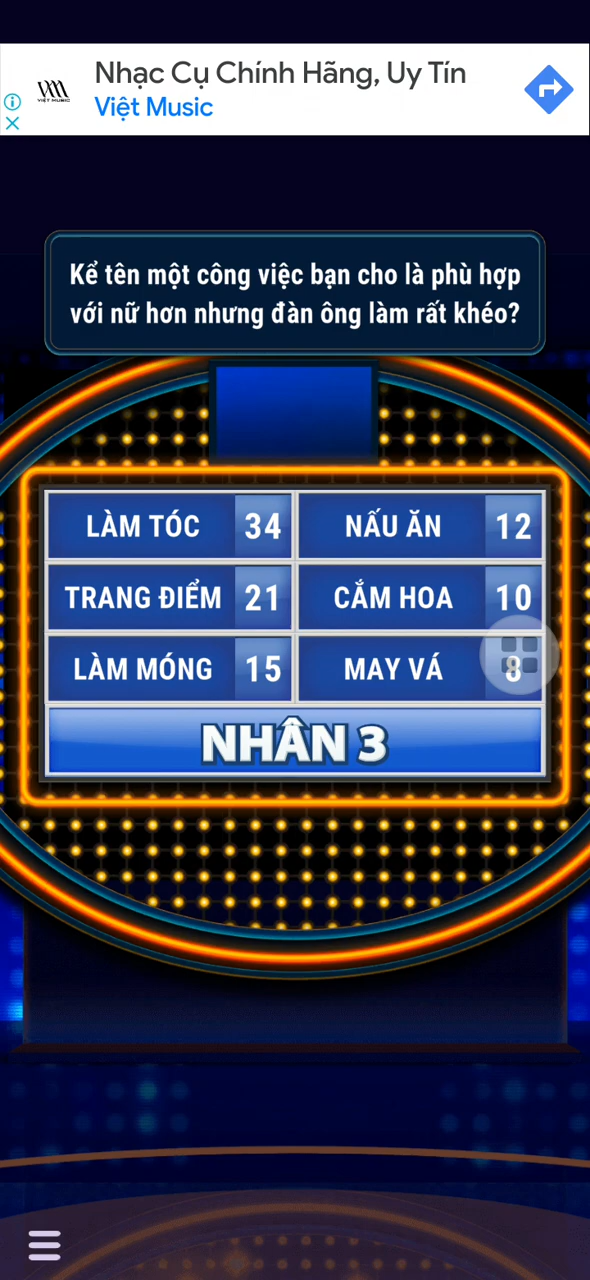 Nhạc Cụ Chính Hãng, Uy Tín
VIỆT MUSIC
Việt Music
Kể tên một công việc bạn cho là phù hợp
với nữ hơn nhưng đàn ông làm rất khéo?
LÀM TÓC 34 NẤU ĂN 12
TRANG ĐIỂM 21 CẮM HOA 10
LÀM MÓNG 15 MAY VÁ 8
NHÂN 3